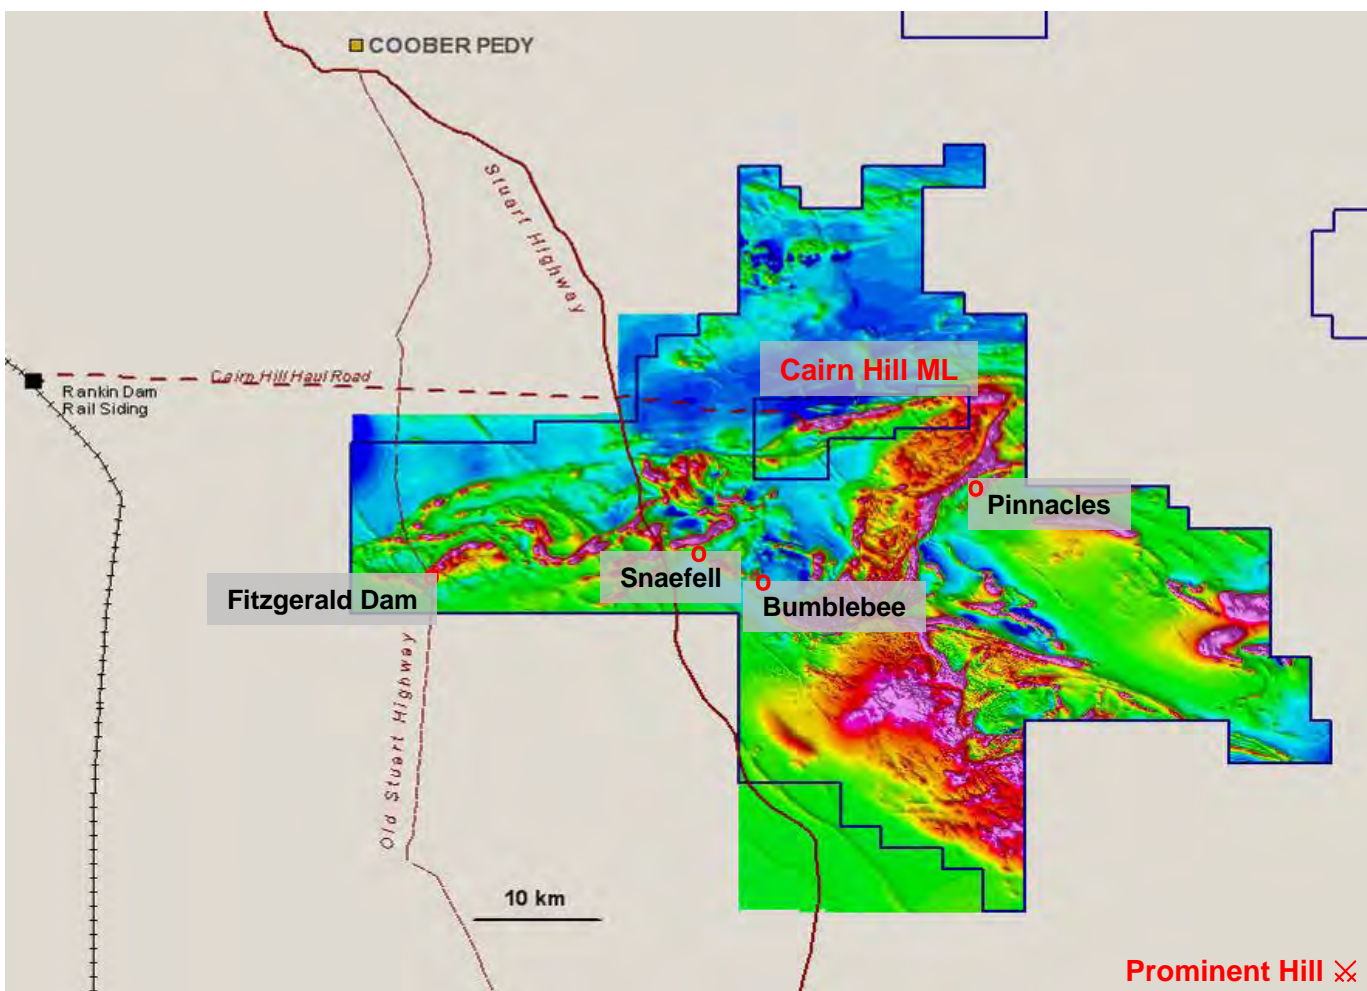 COOBER PEDY
Stuart Highway
Cairn Hill ML
Cairn Hill Haul Road
Rankin Dam
Rail Siding
Pinnacles
Snaefell
Bumblebee
Fitzgerald Dam
Old Stuart Highway
10 km
Prominent Hill